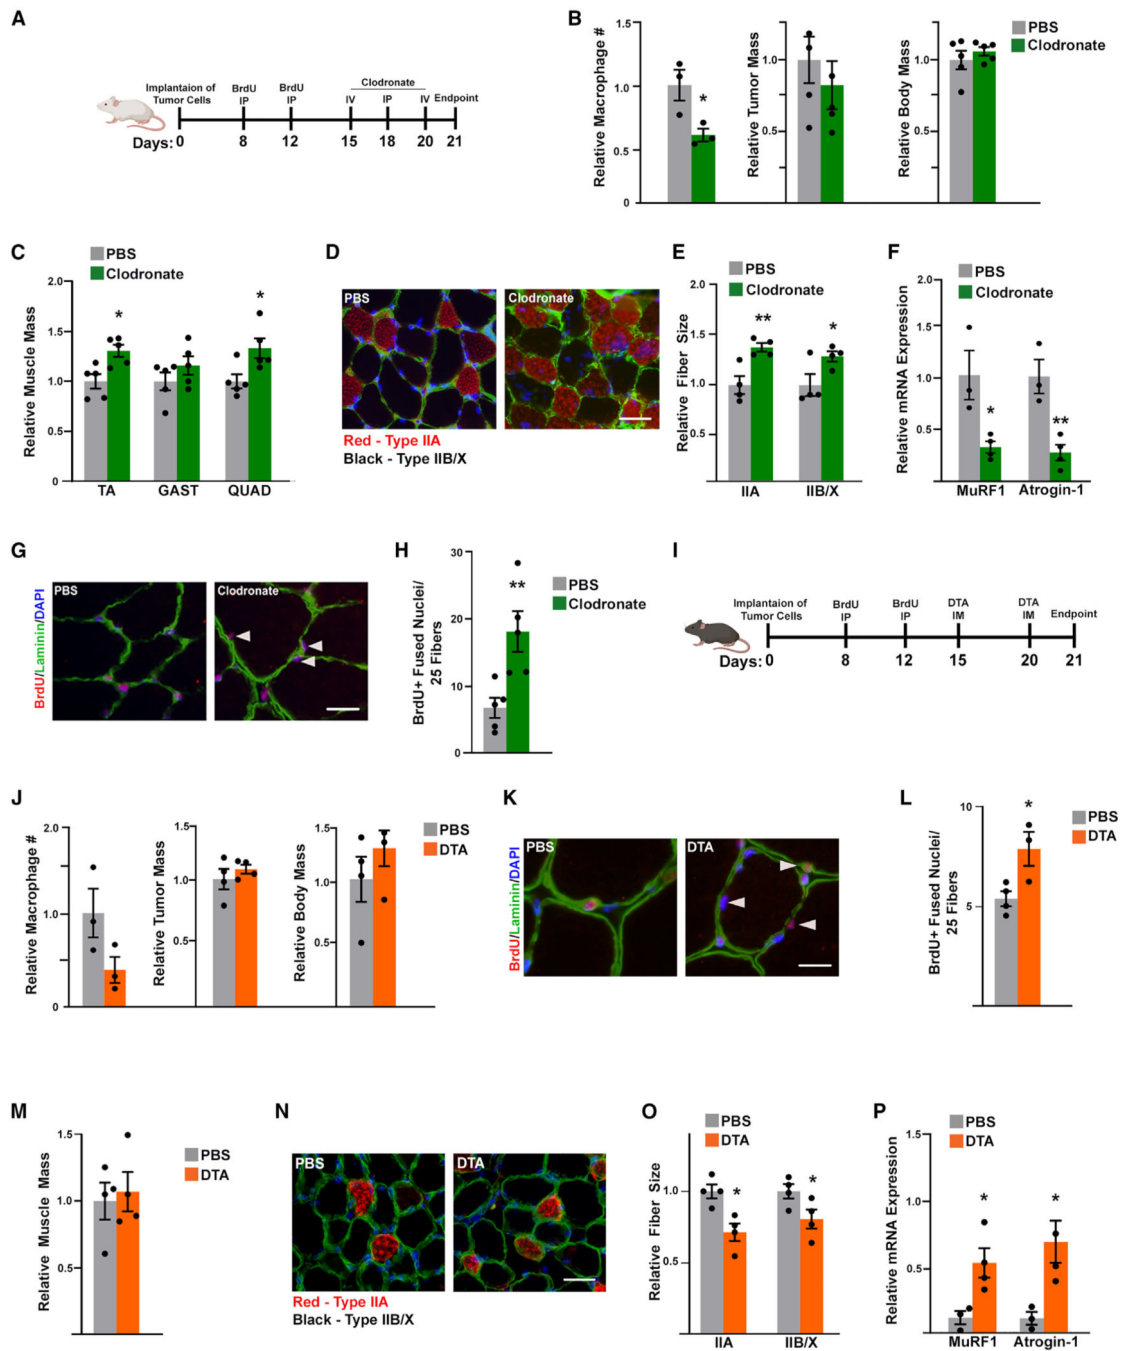 A
Implantaion of
Tumor Cells
BrdU
IP
BrdU
IP
Clodronate
IV
IP
IV
Endpoint
Days: 0 8 12 15 18 20 21
B
PBS
Clodronate
Relative Macrophage #
1.5
1.0
0.5
0
*
Relative Tumor Mass
1.0
0.5
Relative Body Mass
1.0
0.5
C
PBS
Clodronate
Relative Muscle Mass
2.0
1.5
1.0
0.5
0
*
*
TA GAST QUAD
D
PBS
Clodronate
Red - Type IIA
Black - Type IIB/X
E
PBS
Clodronate
Relative Fiber Size
2.0
1.5
1.0
0.5
**
*
IIA IIB/X
F
PBS
Clodronate
Relative mRNA Expression
2.0
1.5
1.0
0.5
*
**
MuRF1 Atrogin-1
G
BrdU/Laminin/DAPI
PBS
Clodronate
H
BrdU+ Fused Nuclei/
25 Fibers
30
20
10
0
**
PBS
Clodronate
I
Implantaion of
Tumor Cells
BrdU
IP
BrdU
IP
DTA
IM
DTA
IM
Endpoint
Days: 0 8 12 15 20 21
J
Relative Macrophage #
2.0
1.0
0
Relative Tumor Mass
1.5
1.0
0.5
Relative Body Mass
1.5
1.0
0.5
PBS
DTA
K
BrdU/Laminin/DAPI
PBS
DTA
L
BrdU+ Fused Nuclei/
25 Fibers
10
5
*
PBS
DTA
M
Relative Muscle Mass
1.5
1.0
0.5
PBS
DTA
N
PBS
DTA
Red - Type IIA
Black - Type IIB/X
O
PBS
DTA
Relative Fiber Size
1.0
0.5
*
*
IIA IIB/X
P
PBS
DTA
Relative mRNA Expression
1.5
1.0
0.5
*
*
MuRF1 Atrogin-1